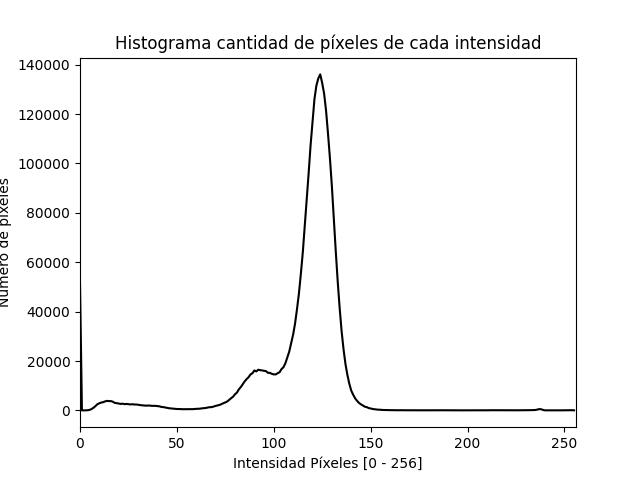 Histograma cantidad de píxeles de cada intensidad
140000
120000
100000
80000
60000
40000
20000
0
Número de píxeles
0 50 100 150 200 250
Intensidad Píxeles [0 - 256]